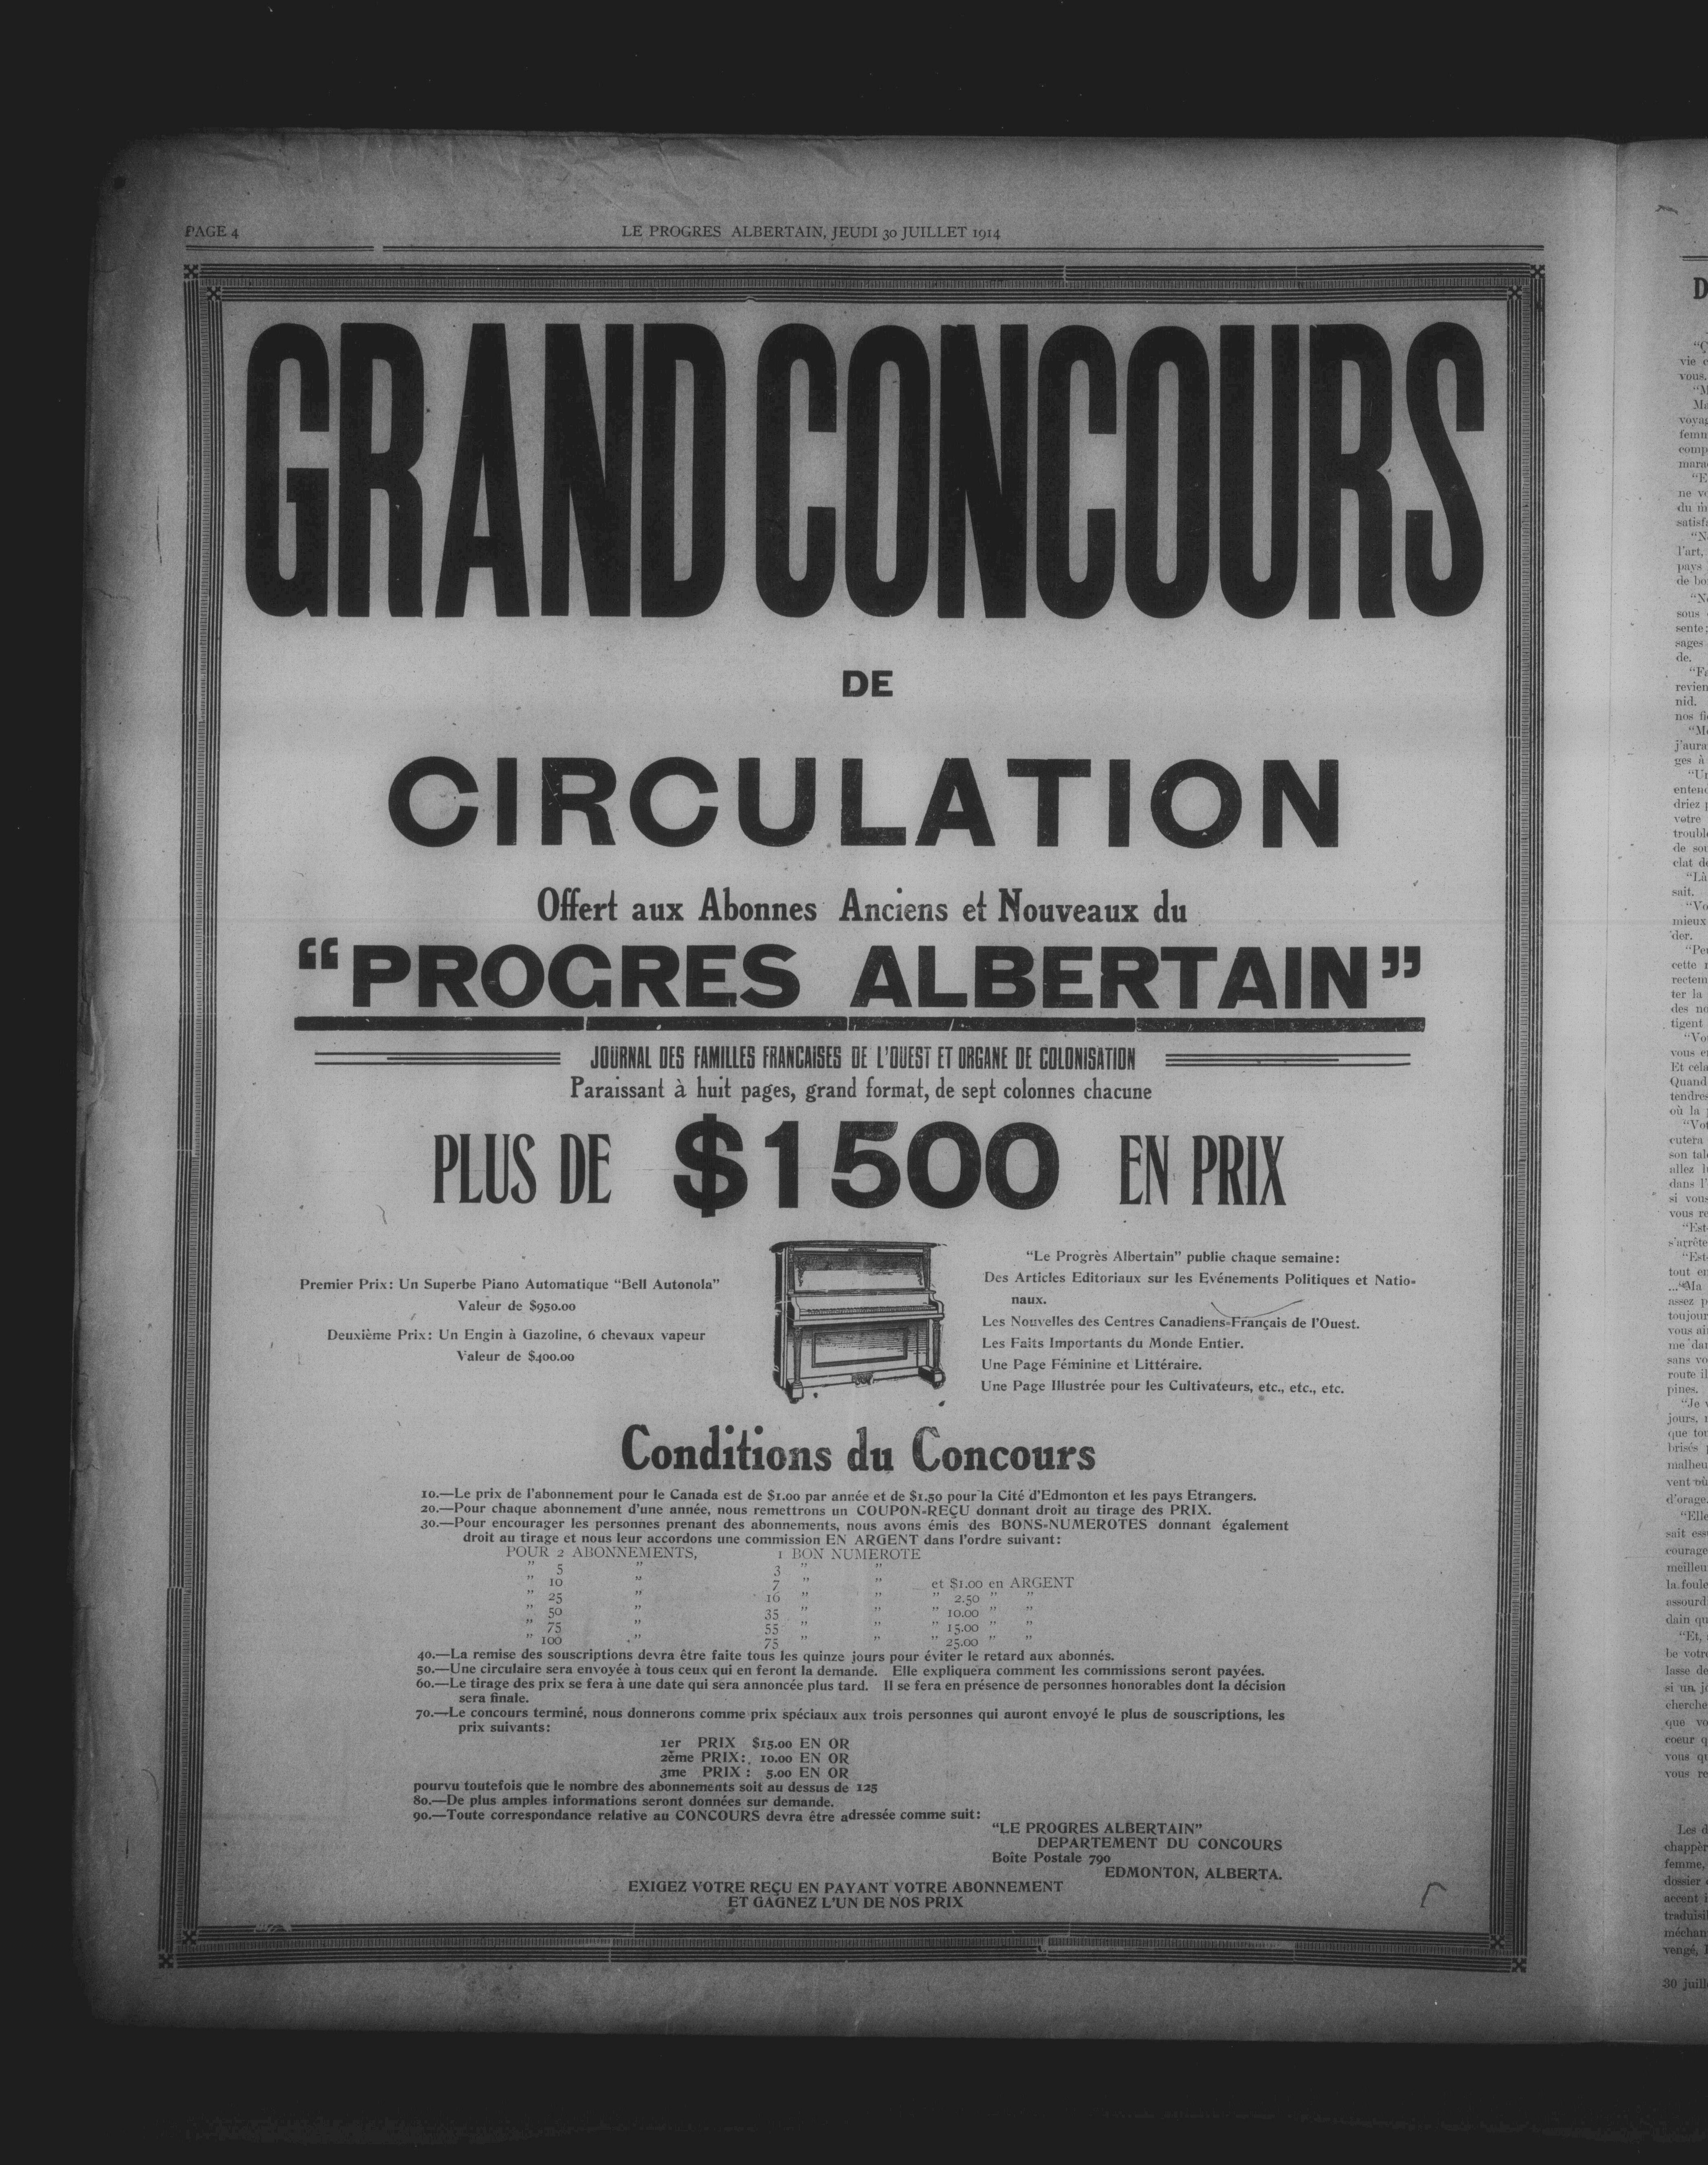 PAGE 4
LE PROGRES ALBERTAIN, JEUDI 30 JUILLET 1914
GRAND CONCOURS
DE
CIRCULATION
Offert aux Abonnes Anciens et Nouveaux du
“PROGRES ALBERTAIN”
JOURNAL DES FAMILLES FRANCAISES DE L'OUEST ET ORGANE DE COLONISATION
Paraissant à huit pages, grand format, de sept colonnes chacune
PLUS DE $1500 EN PRIX
Premier Prix: Un Superbe Piano Automatique “Bell Autonola”
Valeur de $950.00
Deuxième Prix: Un Engin à Gazoline, 6 chevaux vapeur
Valeur de $400.00
“Le Progrès Albertain” publie chaque semaine:
Des Articles Editoriaux sur les Evénements Politiques et Natio-
naux.
Les Nouvelles des Centres Canadiens-Français de l'Ouest.
Les Faits Importants du Monde Entier.
Une Page Féminine et Littéraire.
Une Page Illustrée pour les Cultivateurs, etc., etc., etc.
Conditions du Concours
1o.—Le prix de l'abonnement pour le Canada est de $1.00 par année et de $1.50 pour la Cité d'Edmonton et les pays Etrangers.
2o.—Pour chaque abonnement d'une année, nous remettrons un COUPON-REÇU donnant droit au tirage des PRIX.
3o.—Pour encourager les personnes prenant des abonnements, nous avons émis des BONS-NUMEROTES donnant également
droit au tirage et nous leur accordons une commission EN ARGENT dans l'ordre suivant:
POUR 2 ABONNEMENTS, 1 BON NUMEROTE
” 5 ” 3 ” ”
” 10 ” 7 ” ” et $1.00 en ARGENT
” 25 ” 16 ” ” ” 2.50 ” ”
” 50 ” 35 ” ” ” 10.00 ” ”
” 75 ” 55 ” ” ” 15.00 ” ”
” 100 ” 75 ” ” ” 25.00 ” ”
4o.—La remise des souscriptions devra être faite tous les quinze jours pour éviter le retard aux abonnés.
5o.—Une circulaire sera envoyée à tous ceux qui en feront la demande. Elle expliquera comment les commissions seront payées.
6o.—Le tirage des prix se fera à une date qui sera annoncée plus tard. Il se fera en présence de personnes honorables dont la décision
sera finale.
7o.—Le concours terminé, nous donnerons comme prix spéciaux aux trois personnes qui auront envoyé le plus de souscriptions, les
prix suivants:
1er PRIX $15.00 EN OR
2ème PRIX: 10.00 EN OR
3me PRIX : 5.00 EN OR
pourvu toutefois que le nombre des abonnements soit au dessus de 125
8o.—De plus amples informations seront données sur demande.
9o.—Toute correspondance relative au CONCOURS devra être adressée comme suit:
“LE PROGRES ALBERTAIN”
DEPARTEMENT DU CONCOURS
Boîte Postale 790
EDMONTON, ALBERTA.
EXIGEZ VOTRE REÇU EN PAYANT VOTRE ABONNEMENT
ET GAGNEZ L'UN DE NOS PRIX